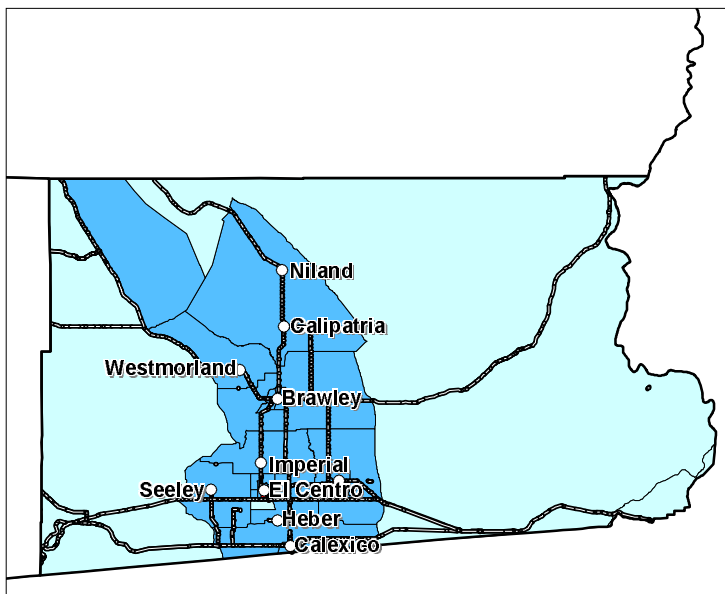 Niland
Calipatria
Westmorland
Brawley
Imperial
Seeley
El Centro
Heber
Calexico